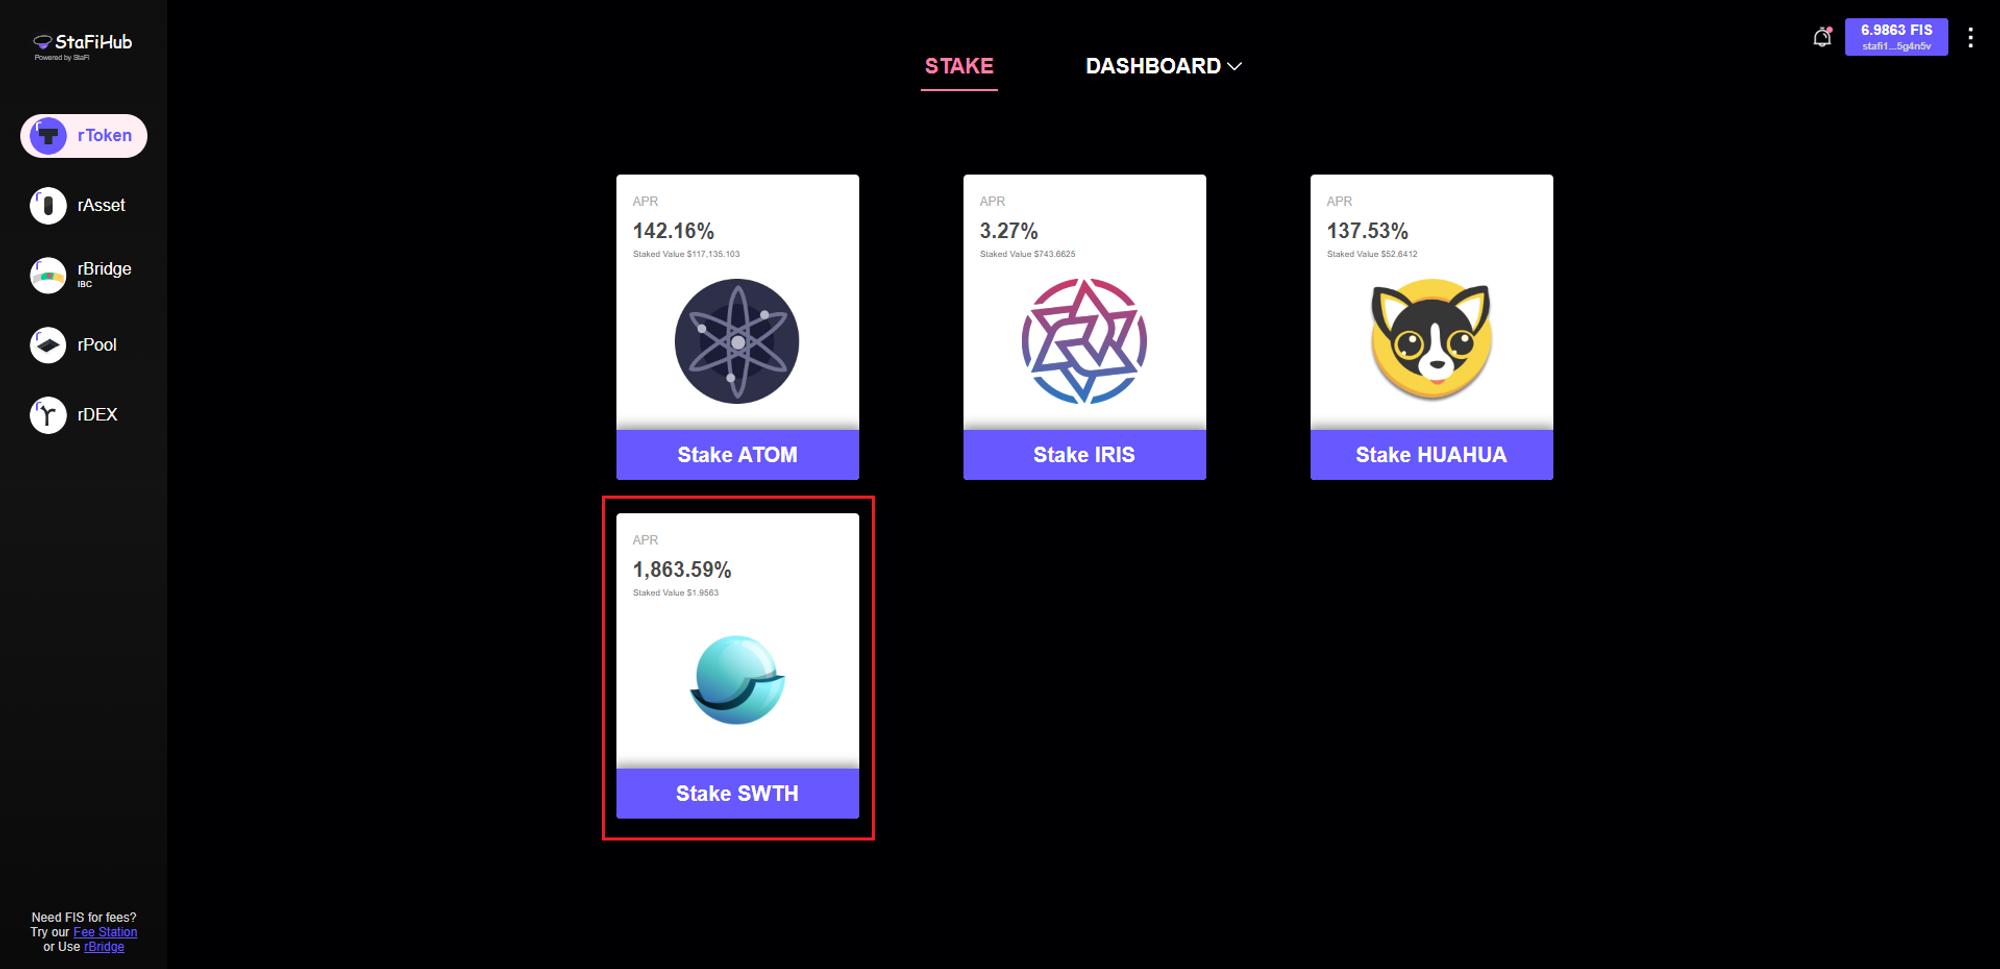 StaFiHub
Powered by StaFi
rToken
rAsset
rBridge
IBC
rPool
rDEX
Need FIS for fees?
Try our Fee Station
or Use rBridge
STAKE
DASHBOARD
6.9863 FIS
stafi1...5g4n5v
APR
142.16%
Staked Value $117,135.103
Stake ATOM
APR
3.27%
Staked Value $743.6625
Stake IRIS
APR
137.53%
Staked Value $52.6412
Stake HUAHUA
APR
1,863.59%
Staked Value $1.9563
Stake SWTH